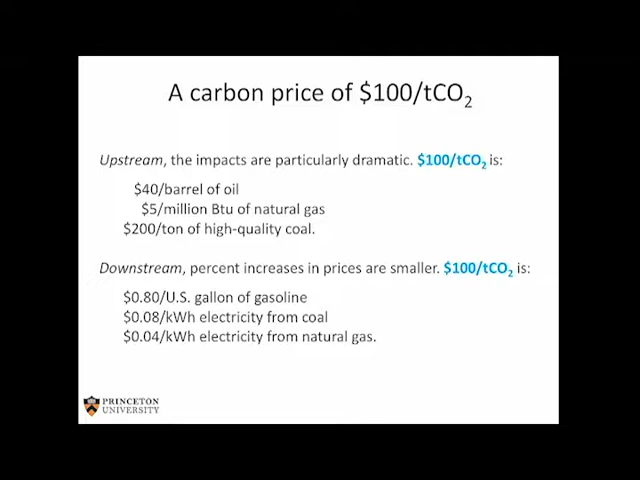 A carbon price of $100/tCO₂
Upstream, the impacts are particularly dramatic. $100/tCO₂ is:
$40/barrel of oil
$5/million Btu of natural gas
$200/ton of high-quality coal.
Downstream, percent increases in prices are smaller. $100/tCO₂ is:
$0.80/U.S. gallon of gasoline
$0.08/kWh electricity from coal
$0.04/kWh electricity from natural gas.
PRINCETON
UNIVERSITY